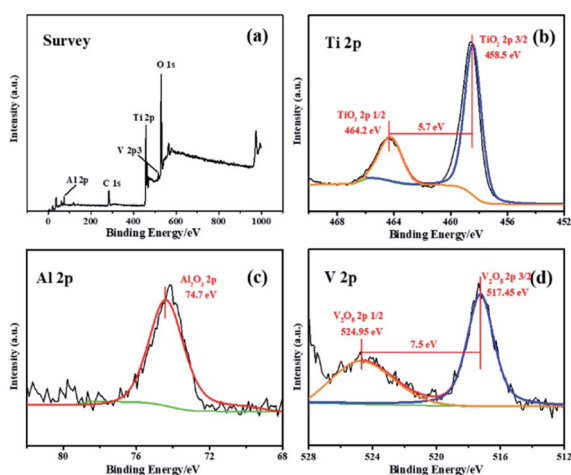 Survey
(a)
O 1s
Ti 2p
V 2p3
Al 2p
C 1s
Intensity (a.u.)
0 200 400 600 800 1000
Binding Energy/eV
Ti 2p
(b)
TiO2 2p 3/2
458.5 eV
TiO2 2p 1/2
464.2 eV
5.7 eV
Intensity (a.u.)
468 464 460 456 452
Binding Energy/eV
Al 2p
(c)
Al2O3 2p
74.7 eV
Intensity (a.u.)
80 76 72 68
Binding Energy/eV
V 2p
(d)
V2O5 2p 3/2
517.45 eV
V2O5 2p 1/2
524.95 eV
7.5 eV
Intensity (a.u.)
528 524 520 516 512
Binding Energy/eV